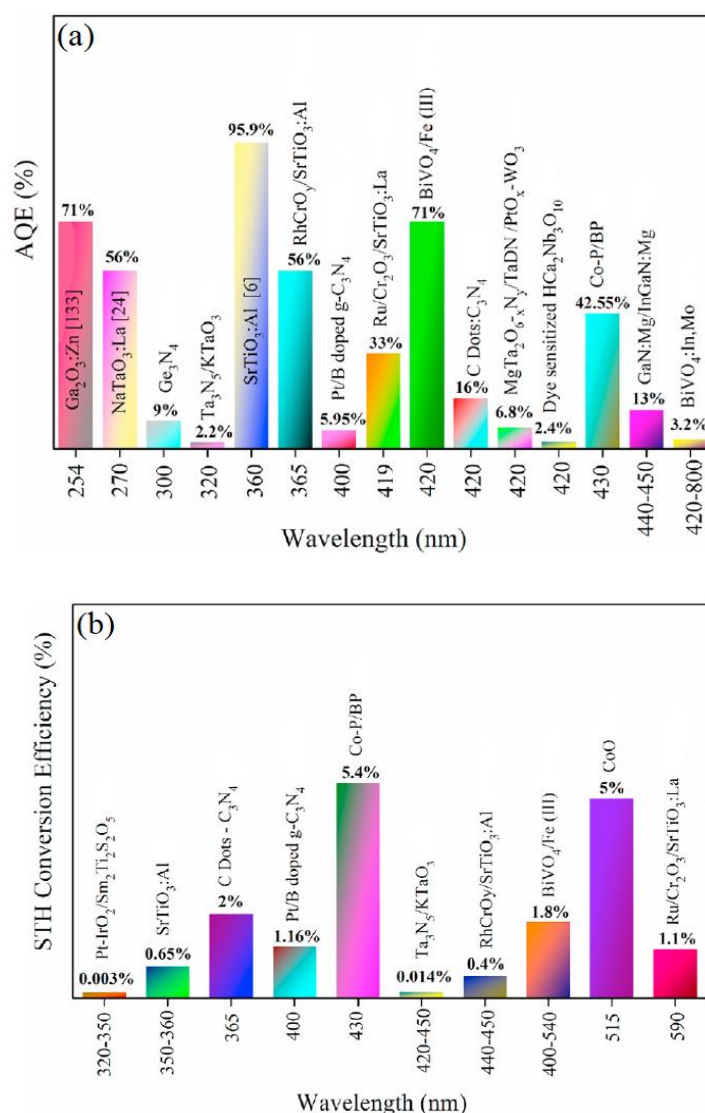 (a)
AQE (%)
71%
Ga₂O₃:Zn [133]
56%
NaTaO₃:La [24]
9%
Ge₃N₄
2.2%
Ta₃N₅/KTaO₃
95.9%
SrTiO₃:Al [6]
56%
RhCrOᵧ/SrTiO₃:Al
5.95%
Pt/B doped g-C₃N₄
33%
Ru/Cr₂O₃/SrTiO₃:La
71%
BiVO₄/Fe (III)
16%
C Dots:C₃N₄
6.8%
MgTa₂O₆₋ₓNᵧ/TaDN /PtOₓ-WO₃
2.4%
Dye sensitized HCa₂Nb₃O₁₀
42.55%
Co-P/BP
13%
GaN:Mg/InGaN:Mg
3.2%
BiVO₄:In,Mo
254
270
300
320
360
365
400
419
420
420
420
420
430
440-450
420-800
Wavelength (nm)
(b)
STH Conversion Efficiency (%)
0.003%
Pt-IrO₂/Sm₂Ti₂S₂O₅
0.65%
SrTiO₃:Al
2%
C Dots - C₃N₄
1.16%
Pt/B doped g-C₃N₄
5.4%
Co-P/BP
0.014%
Ta₃N₅/KTaO₃
0.4%
RhCrOy/SrTiO₃:Al
1.8%
BiVO₄/Fe (III)
5%
CoO
1.1%
Ru/Cr₂O₃/SrTiO₃:La
320-350
350-360
365
400
430
420-450
440-450
400-540
515
590
Wavelength (nm)